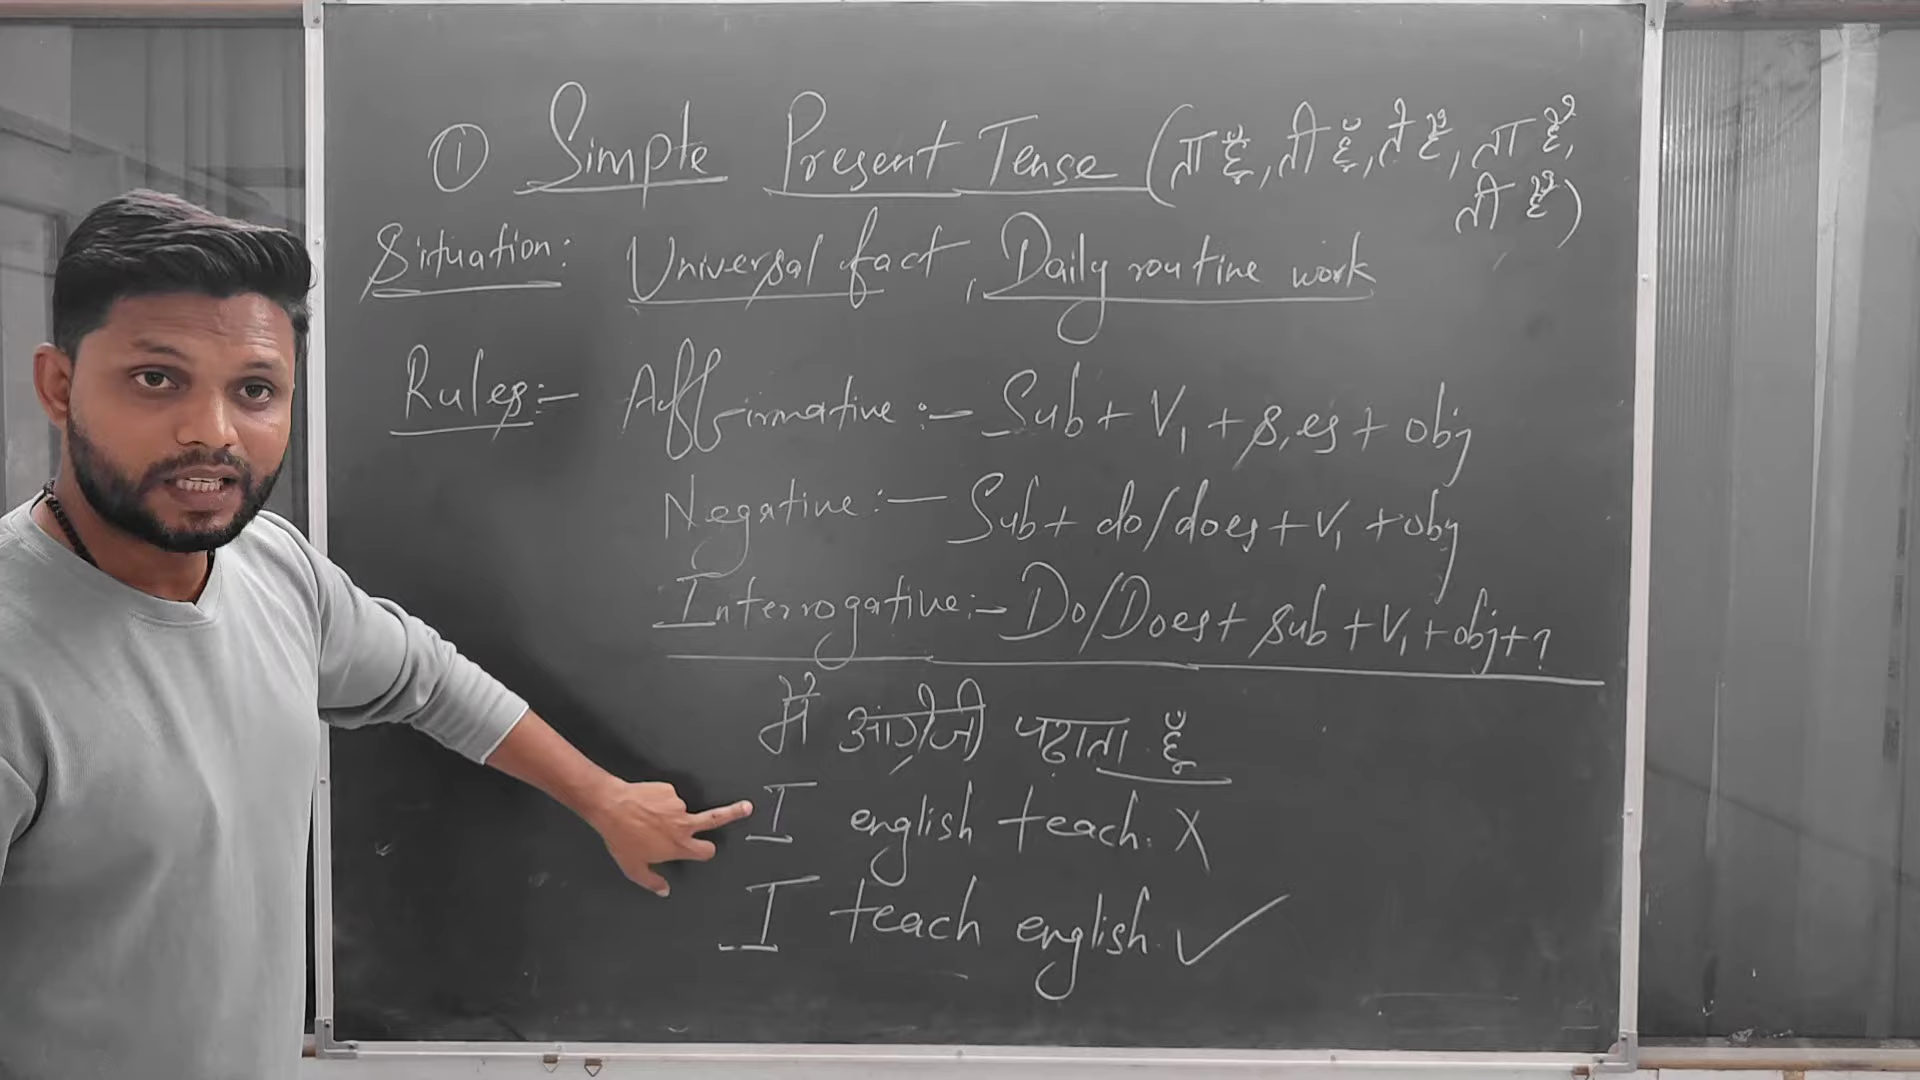 ① Simple Present Tense (ता हूँ, ती हूँ, ते हैं, ता है,
ती है)
Situation: Universal fact, Daily routine work
Rules:- Affirmative:- Sub + V₁ + s,es + obj
Negative:- Sub + do/does + V₁ + obj
Interrogative:- Do/Does + sub + V₁ + obj + ?
मैं अंग्रेजी पढ़ाता हूँ
I english teach. X
I teach english. ✓